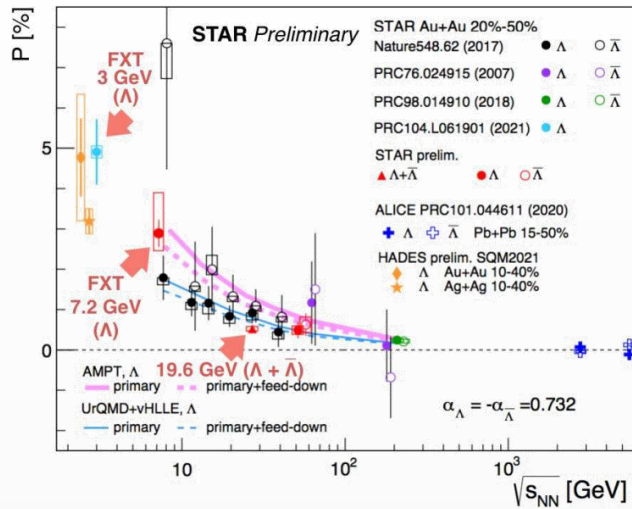 P [%]
STAR Preliminary
FXT
3 GeV
(Λ)
STAR Au+Au 20%-50%
Nature548.62 (2017) Λ Λ̅
PRC76.024915 (2007) Λ Λ̅
PRC98.014910 (2018) Λ Λ̅
PRC104.L061901 (2021) Λ
STAR prelim.
Λ+Λ̅ Λ Λ̅
ALICE PRC101.044611 (2020)
Λ Λ̅ Pb+Pb 15-50%
HADES prelim. SQM2021
Λ Au+Au 10-40%
Λ Ag+Ag 10-40%
5
FXT
7.2 GeV
(Λ)
0
19.6 GeV (Λ + Λ̅)
AMPT, Λ
primary primary+feed-down
UrQMD+vHLLE, Λ
primary primary+feed-down
α_Λ = -α_Λ̅ =0.732
10 10² 10³
√s_NN [GeV]